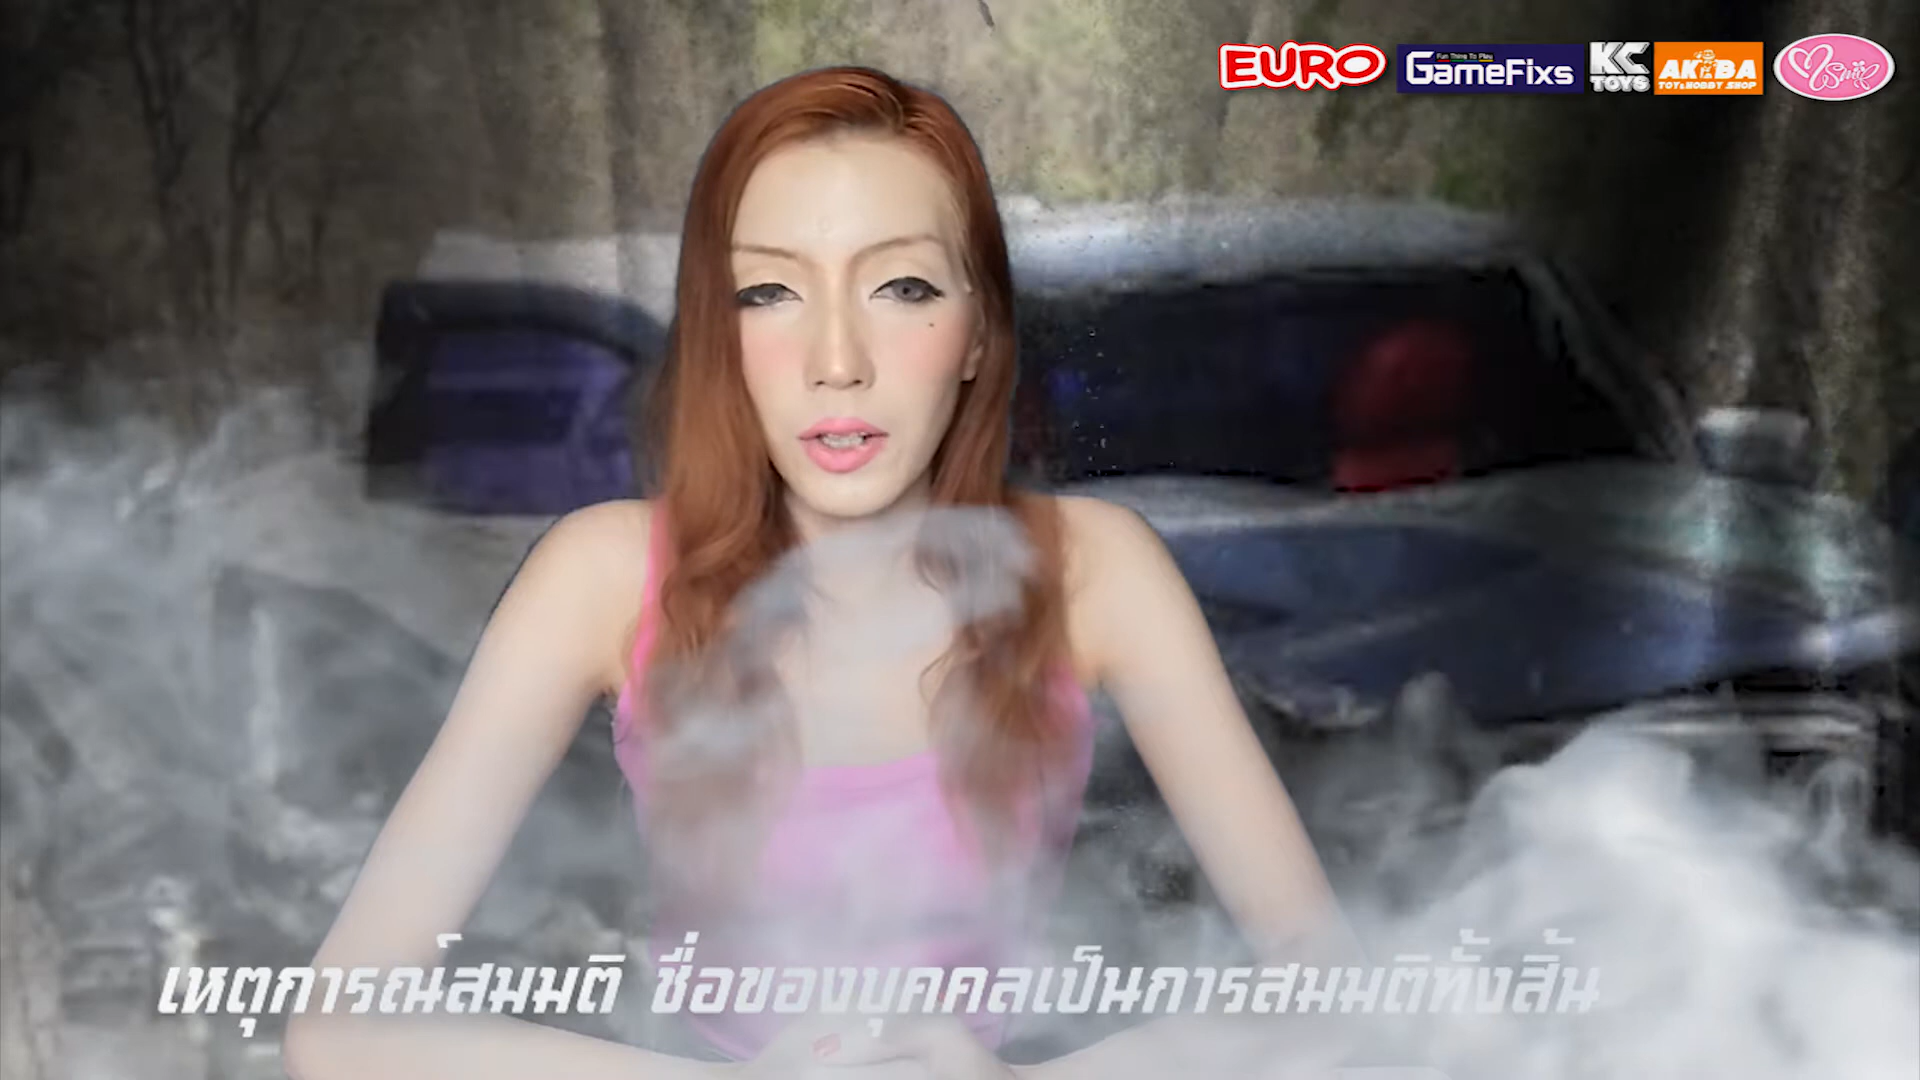 EURO
Fun Thing To Play
GameFixs
KC
TOYS
AKIBA
TOY&HOBBY SHOP
เหตุการณ์สมมติ ชื่อของบุคคลเป็นการสมมติทั้งสิ้น